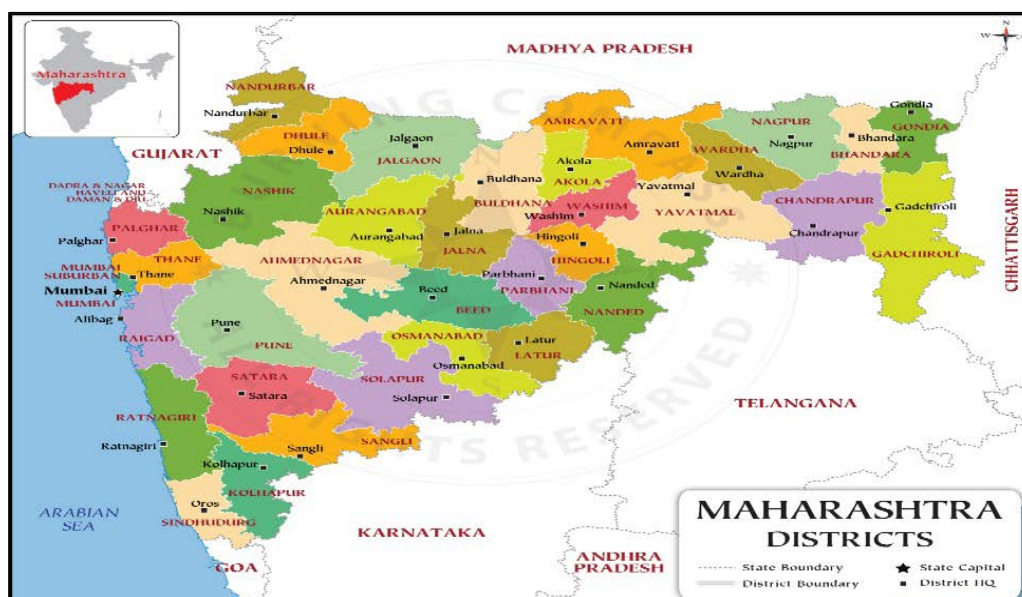 Maharashtra
MADHYA PRADESH
N
W
E
S
NANDURBAR
Nandurbar
DHULE
Dhule
Jalgaon
JALGAON
GUJARAT
DADRA & NAGAR
HAVELI AND
DAMAN & DIU
NASHIK
Nashik
AURANGABAD
Aurangabad
Buldhana
BULDHANA
Akola
AKOLA
AMRAVATI
Amravati
WARDHA
Wardha
NAGPUR
Nagpur
Bhandara
BHANDARA
Gondia
GONDIA
WASHIM
Washim
Yavatmal
YAVATMAL
CHANDRAPUR
Chandrapur
Gadchiroli
GADCHIROLI
CHHATTISGARH
PALGHAR
Palghar
THANE
Thane
MUMBAI
SUBURBAN
Mumbai
MUMBAI
Alibag
RAIGAD
AHMEDNAGAR
Ahmednagar
Jalna
JALNA
Hingoli
HINGOLI
Parbhani
PARBHANI
Nanded
NANDED
Beed
BEED
Pune
PUNE
OSMANABAD
Osmanabad
Latur
LATUR
SATARA
Satara
SOLAPUR
Solapur
RATNAGIRI
Ratnagiri
Sangli
SANGLI
Kolhapur
KOLHAPUR
Oros
SINDHUDURG
ARABIAN
SEA
GOA
KARNATAKA
TELANGANA
ANDHRA
PRADESH
MAHARASHTRA
DISTRICTS
State Boundary
State Capital
District Boundary
District HQ
ALL RIGHTS RESERVED